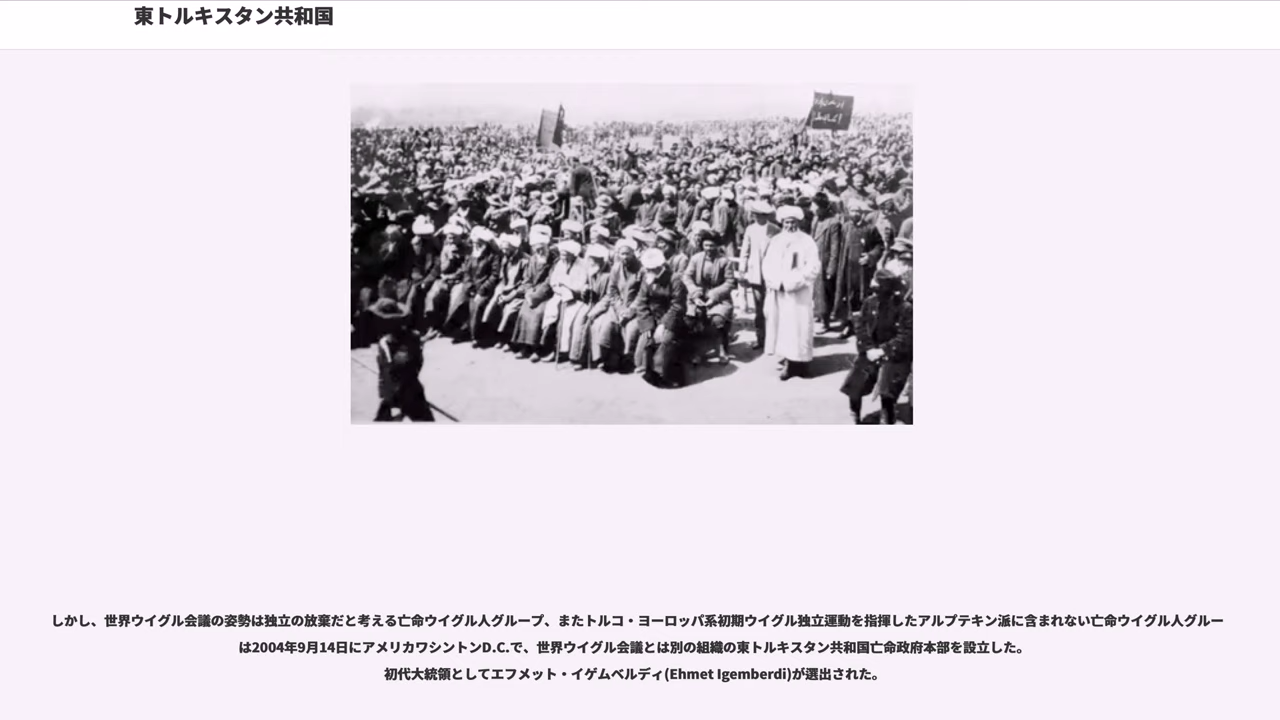 東トルキスタン共和国
しかし、世界ウイグル会議の姿勢は独立の放棄だと考える亡命ウイグル人グループ、またトルコ・ヨーロッパ系初期ウイグル独立運動を指揮したアルプテキン派に含まれない亡命ウイグル人グルー
は2004年9月14日にアメリカワシントンD.C.で、世界ウイグル会議とは別の組織の東トルキスタン共和国亡命政府本部を設立した。
初代大統領としてエフメット・イゲムベルディ(Ehmet Igemberdi)が選出された。